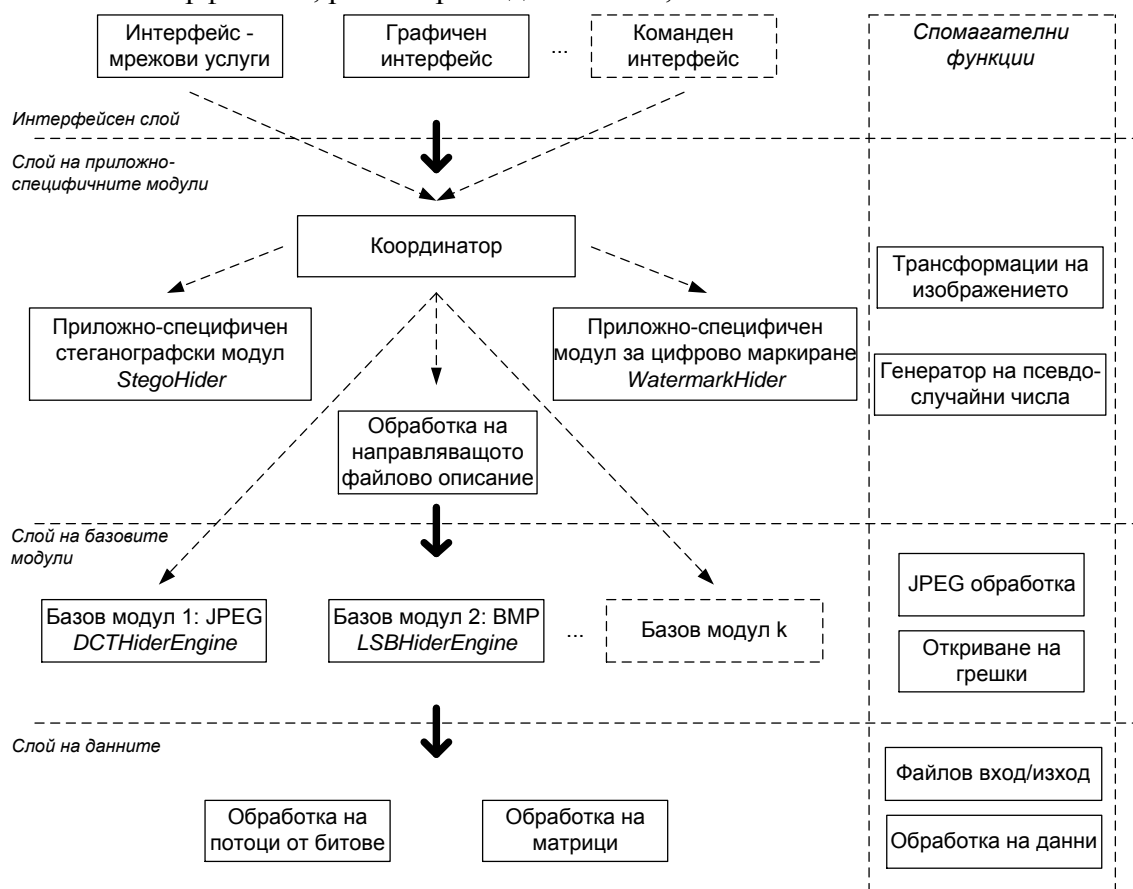 Интерфейс -
мрежови услуги
Графичен
интерфейс
...
Команден
интерфейс
Спомагателни
функции
Интерфейсен слой
Слой на приложно-
специфичните модули
Координатор
Трансформации на
изображението
Приложно-специфичен
стеганографски модул
StegoHider
Приложно-специфичен
модул за цифрово маркиране
WatermarkHider
Генератор на псевдо-
случайни числа
Обработка на
направляващото
файлово описание
Слой на базовите
модули
JPEG обработка
Базов модул 1: JPEG
DCTHiderEngine
Базов модул 2: BMP
LSBHiderEngine
...
Базов модул k
Откриване на
грешки
Слой на данните
Файлов вход/изход
Обработка на
потоци от битове
Обработка на
матрици
Обработка на данни